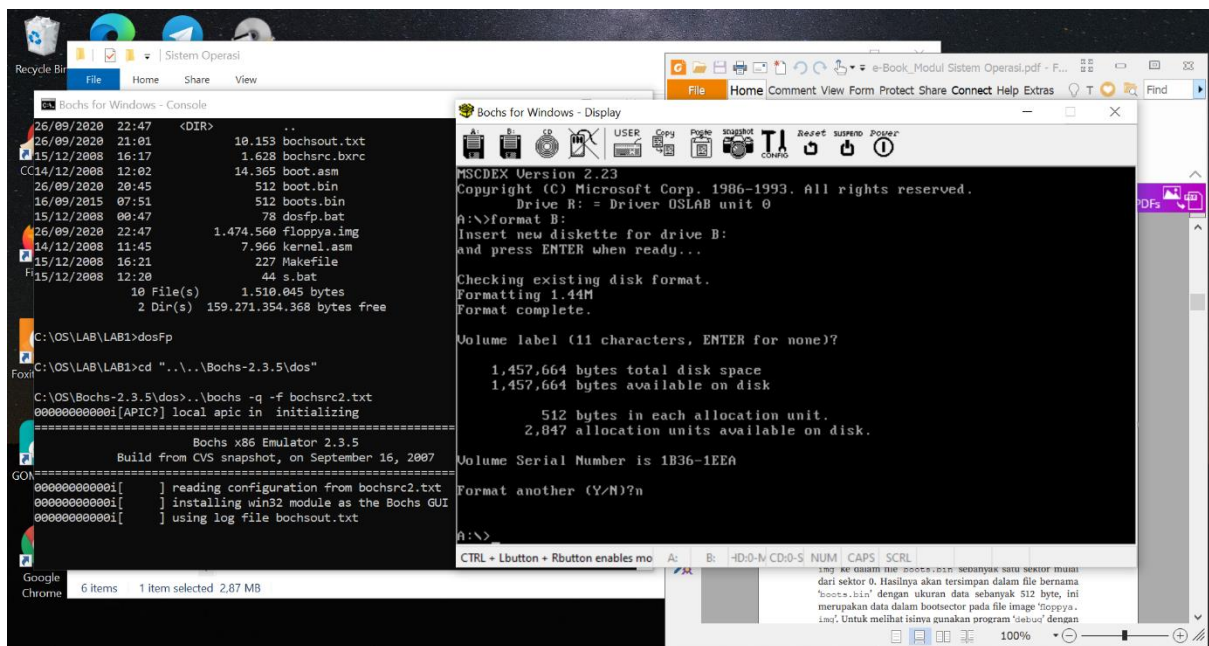 Recycle Bin
Sistem Operasi
File Home Share View
Bochs for Windows - Console
26/09/2020 22:47 <DIR> ..
26/09/2020 21:01 10.153 bochsout.txt
15/12/2008 16:17 1.628 bochsrc.bxrc
14/12/2008 12:02 14.365 boot.asm
26/09/2020 20:45 512 boot.bin
16/09/2015 07:51 512 boots.bin
15/12/2008 00:47 78 dosfp.bat
26/09/2020 22:47 1.474.560 floppya.img
14/12/2008 11:45 7.966 kernel.asm
15/12/2008 16:21 227 Makefile
15/12/2008 12:20 44 s.bat
10 File(s) 1.510.045 bytes
2 Dir(s) 159.271.354.368 bytes free
C:\OS\LAB\LAB1>dosFp
C:\OS\LAB\LAB1>cd "..\..\Bochs-2.3.5\dos"
C:\OS\Bochs-2.3.5\dos>..\bochs -q -f bochsrc2.txt
00000000000i[APIC?] local apic in initializing
========================================================
Bochs x86 Emulator 2.3.5
Build from CVS snapshot, on September 16, 2007
========================================================
00000000000i[ ] reading configuration from bochsrc2.txt
00000000000i[ ] installing win32 module as the Bochs GUI
00000000000i[ ] using log file bochsout.txt
Google
Chrome
6 items 1 item selected 2,87 MB
e-Book_Modul Sistem Operasi.pdf - F...
File Home Comment View Form Protect Share Connect Help Extras T Find
PDFs
Bochs for Windows - Display
A: B: CD USER Copy Paste snapshot CONFIG Reset SUSPEND Power
MSCDEX Version 2.23
Copyright (C) Microsoft Corp. 1986-1993. All rights reserved.
Drive R: = Driver OSLAB unit 0
A:\>format B:
Insert new diskette for drive B:
and press ENTER when ready...
Checking existing disk format.
Formatting 1.44M
Format complete.
Volume label (11 characters, ENTER for none)?
1,457,664 bytes total disk space
1,457,664 bytes available on disk
512 bytes in each allocation unit.
2,847 allocation units available on disk.
Volume Serial Number is 1B36-1EEA
Format another (Y/N)?n
A:\>_
CTRL + Lbutton + Rbutton enables mo A: B: HD:0-M CD:0-S NUM CAPS SCRL
img ke dalam file boots.bin sebanyak satu sektor mulai
dari sektor 0. Hasilnya akan tersimpan dalam file bernama
'boots.bin' dengan ukuran data sebanyak 512 byte, ini
merupakan data dalam bootsector pada file image 'floppya.
img'. Untuk melihat isinya gunakan program 'debug' dengan
100%